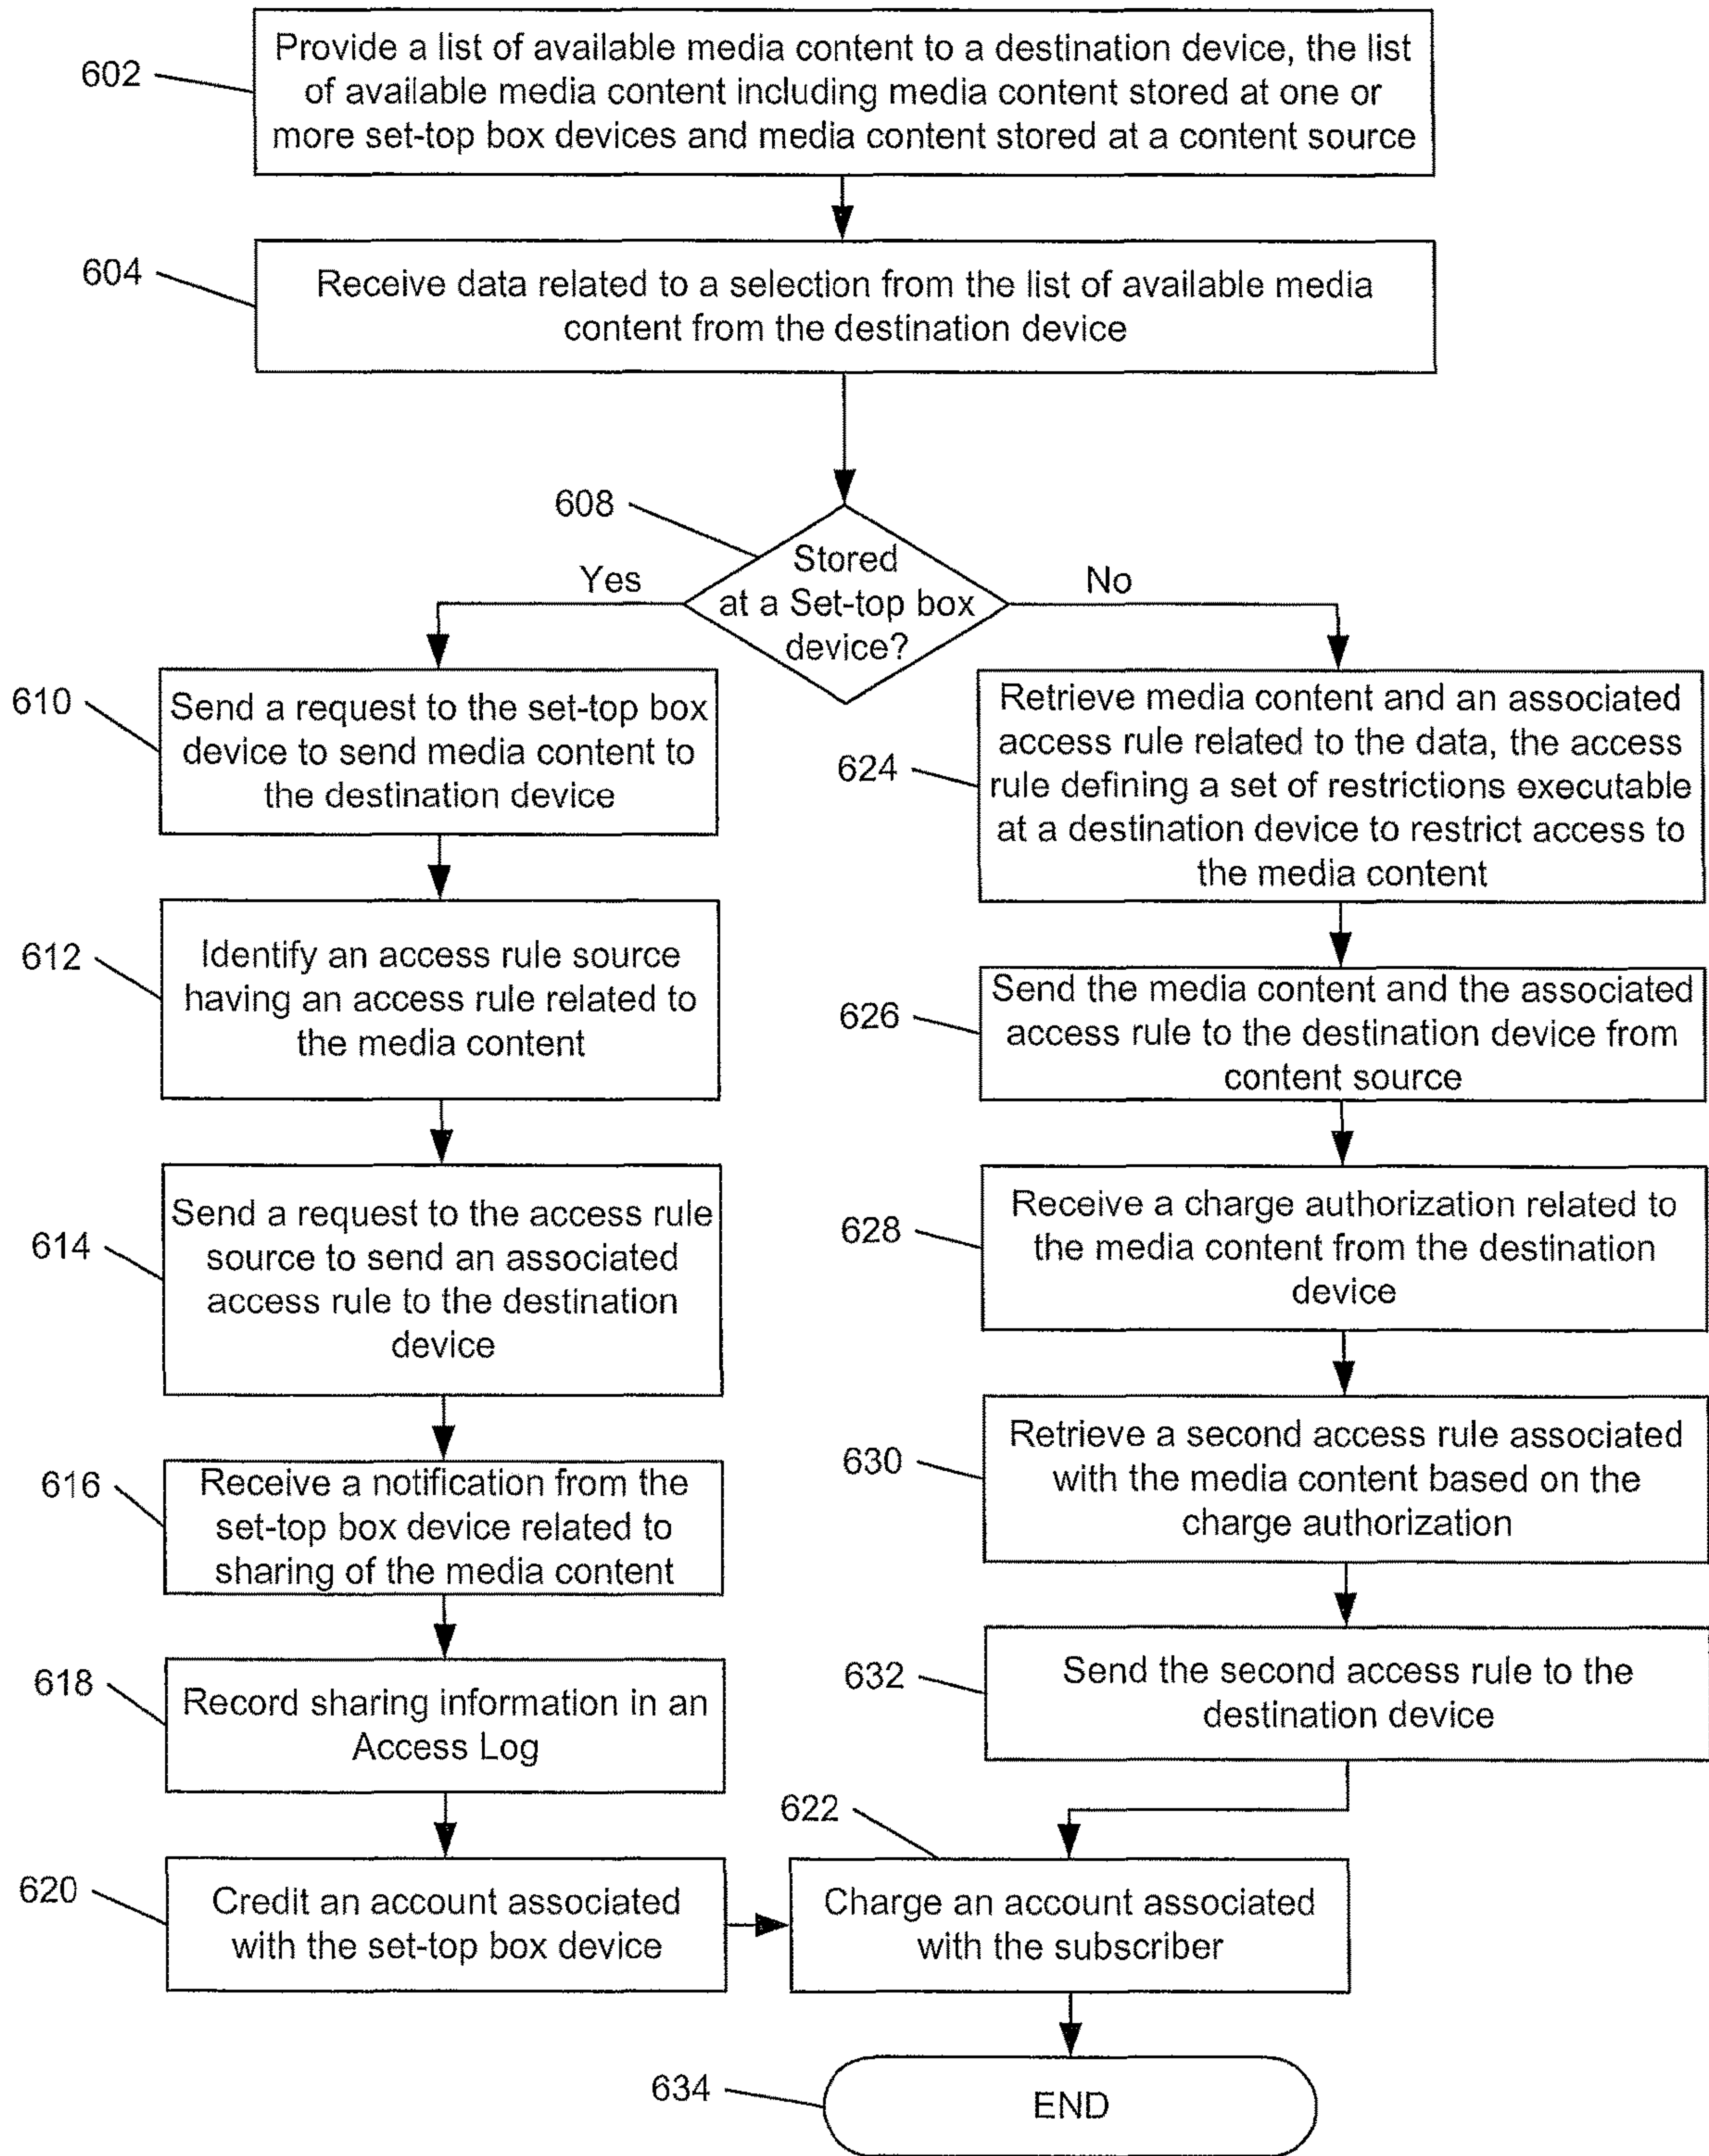 602
Provide a list of available media content to a destination device, the list
of available media content including media content stored at one or
more set-top box devices and media content stored at a content source
604
Receive data related to a selection from the list of available media
content from the destination device
608
Stored
at a Set-top box
device?
Yes
No
610
Send a request to the set-top box
device to send media content to
the destination device
612
Identify an access rule source
having an access rule related to
the media content
614
Send a request to the access rule
source to send an associated
access rule to the destination
device
616
Receive a notification from the
set-top box device related to
sharing of the media content
618
Record sharing information in an
Access Log
620
Credit an account associated
with the set-top box device
624
Retrieve media content and an associated
access rule related to the data, the access
rule defining a set of restrictions executable
at a destination device to restrict access to
the media content
626
Send the media content and the associated
access rule to the destination device from
content source
628
Receive a charge authorization related to
the media content from the destination
device
630
Retrieve a second access rule associated
with the media content based on the
charge authorization
632
Send the second access rule to the
destination device
622
Charge an account associated
with the subscriber
634
END